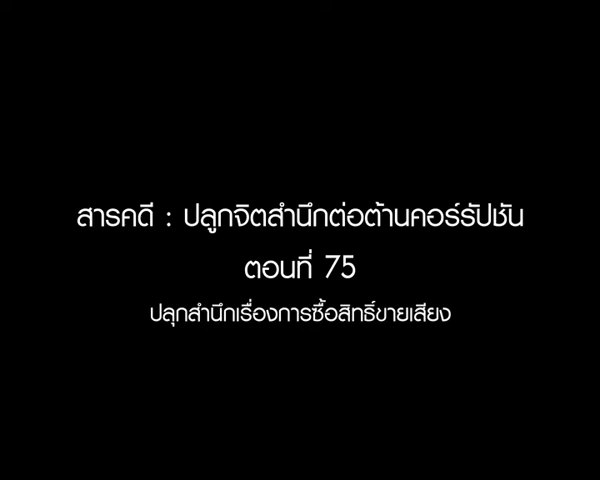 สารคดี : ปลูกจิตสำนึกต่อต้านคอร์รัปชัน
ตอนที่ 75
ปลุกสำนึกเรื่องการซื้อสิทธิ์ขายเสียง